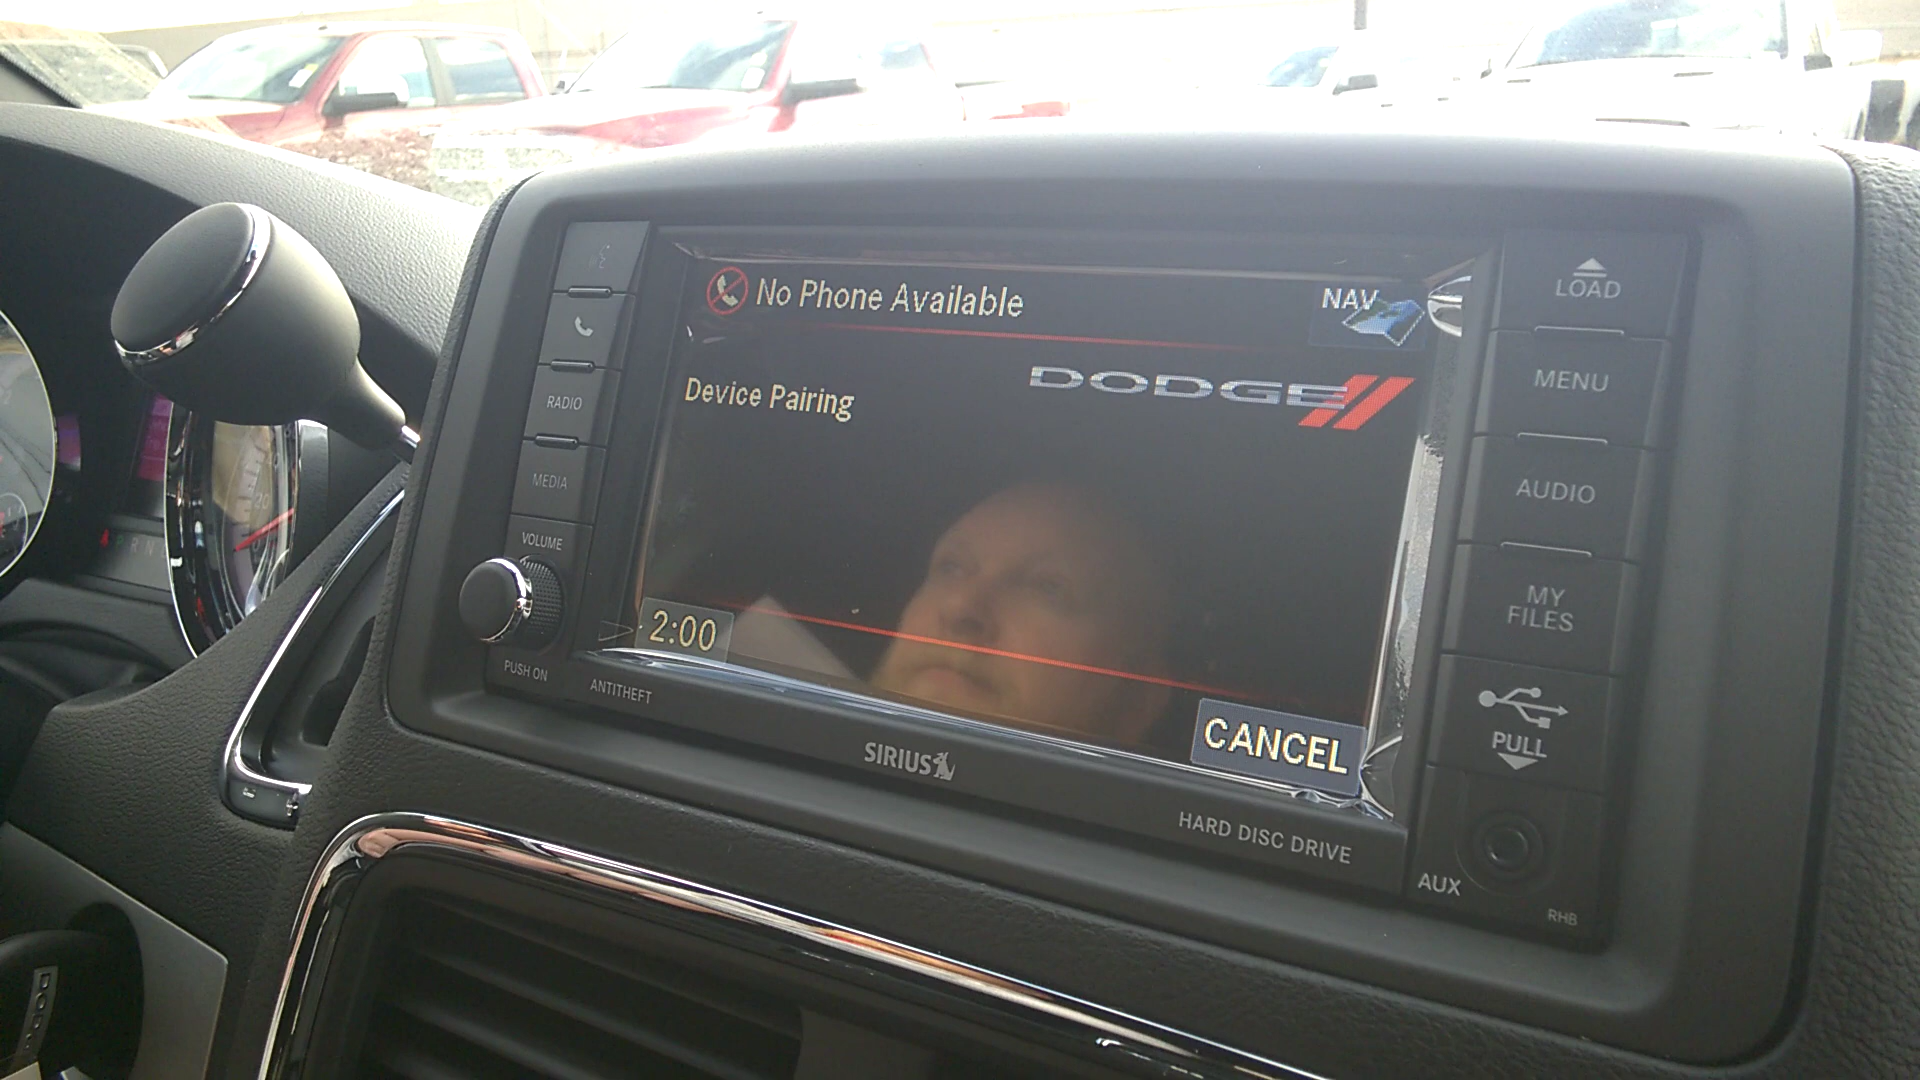 No Phone Available
NAV
LOAD
DODGE
MENU
Device Pairing
RADIO
AUDIO
MEDIA
VOLUME
MY
FILES
2:00
PUSH ON
ANTITHEFT
CANCEL
PULL
SIRIUS
HARD DISC DRIVE
AUX
RHB
DODGE
P R N